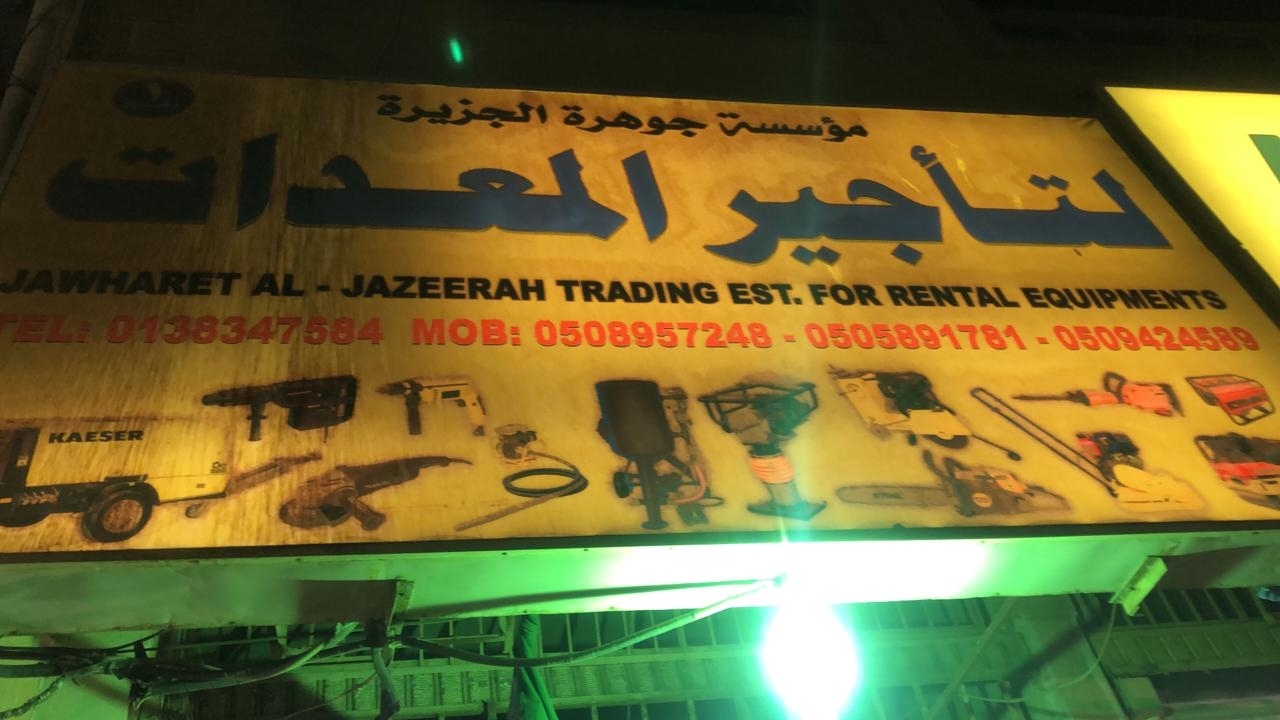 مؤسسة جوهرة الجزيرة
لتأجير المعدات
JAWHARET AL - JAZEERAH TRADING EST. FOR RENTAL EQUIPMENTS
TEL: 0138347584 MOB: 0508957248 - 0505891781 - 0509424589
KAESER